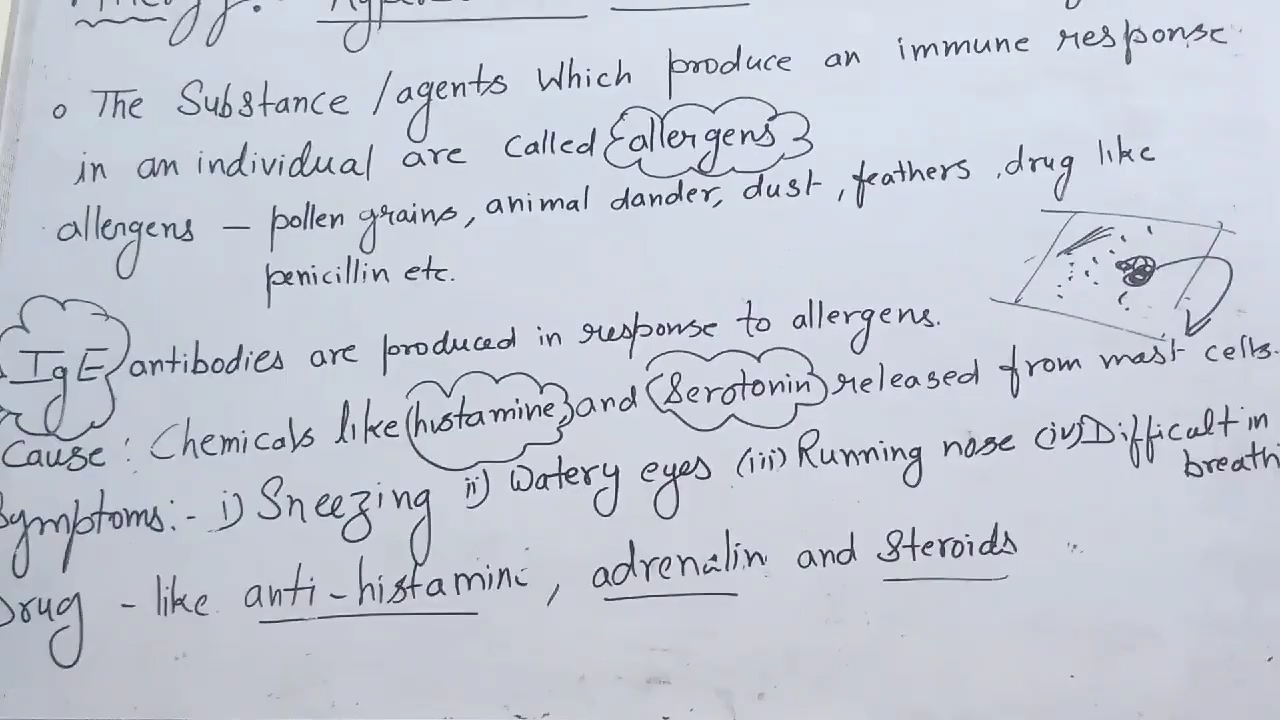 o The Substance / agents which produce an immune response
in an individual are called {allergens}
allergens – pollen grains, animal dander, dust, feathers, drug like
penicillin etc.
IgE antibodies are produced in response to allergens.
Cause: Chemicals like (histamine) and (Serotonin) released from mast cells.
Symptoms:- i) Sneezing ii) Watery eyes (iii) Running nose (iv) Difficult in
breathi
Drug – like anti-histamine, adrenalin and Steroids